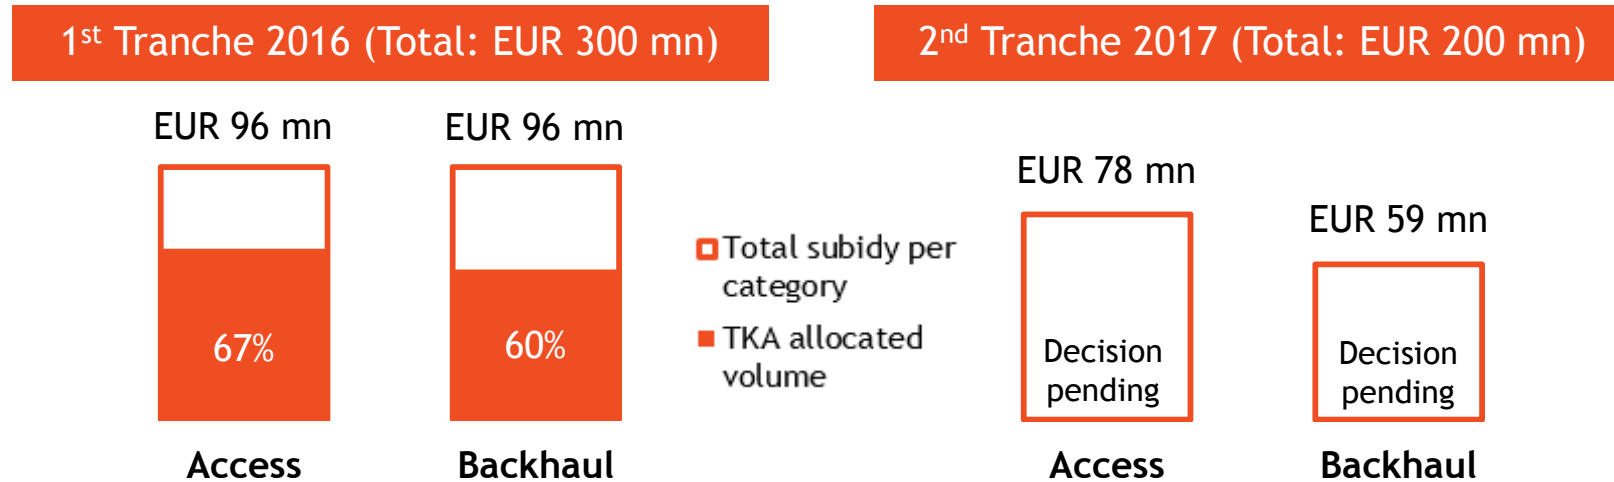 1st Tranche 2016 (Total: EUR 300 mn)
2nd Tranche 2017 (Total: EUR 200 mn)
EUR 96 mn
EUR 96 mn
67%
60%
Access
Backhaul
Total subidy per
category
TKA allocated
volume
EUR 78 mn
EUR 59 mn
Decision
pending
Decision
pending
Access
Backhaul